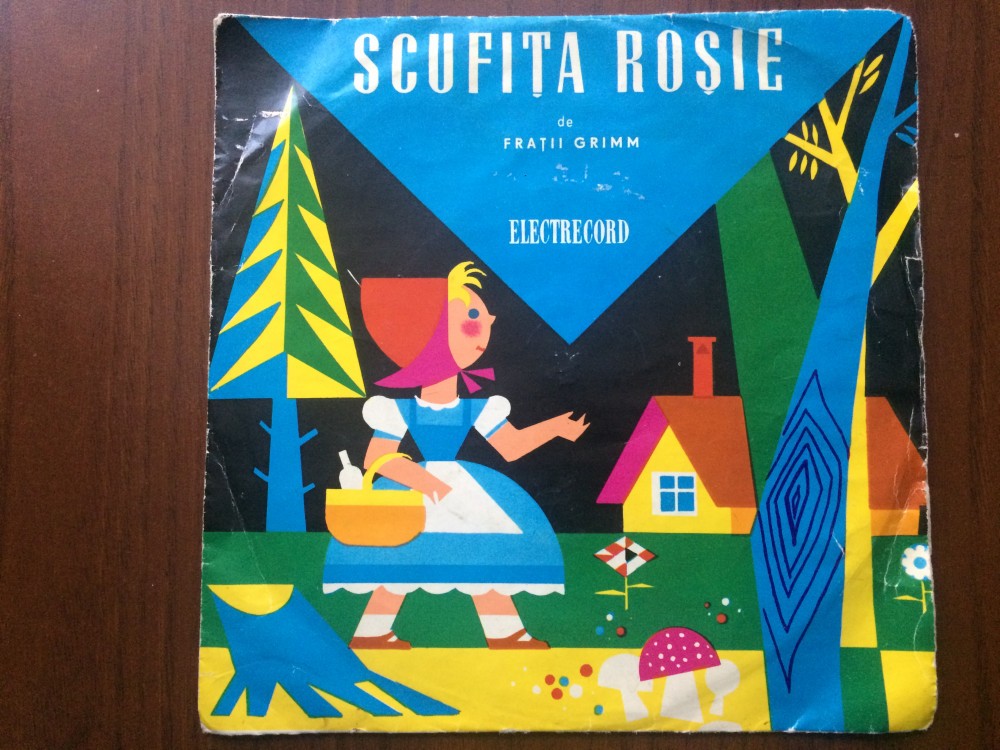 SCUFIȚA ROȘIE
de
FRAȚII GRIMM
ELECTRECORD